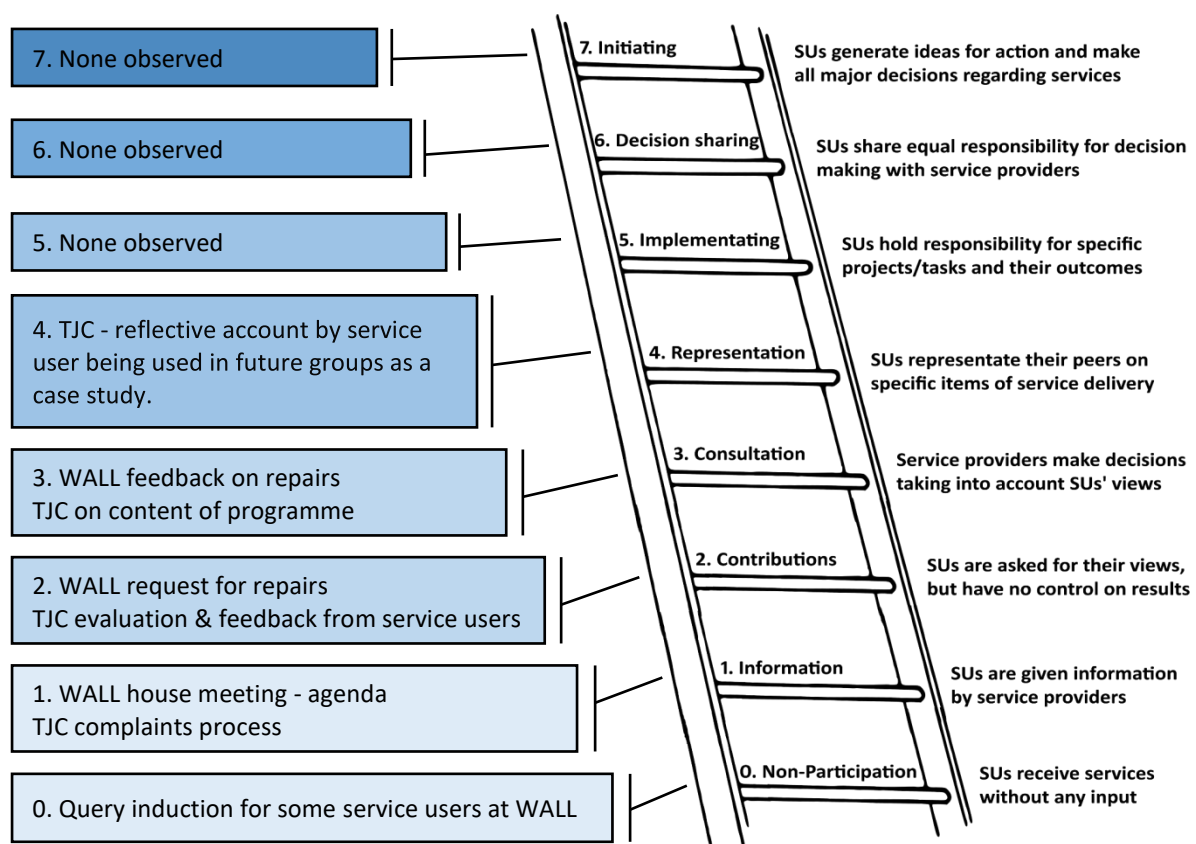 7. None observed
7. Initiating
SUs generate ideas for action and make
all major decisions regarding services
6. None observed
6. Decision sharing
SUs share equal responsibility for decision
making with service providers
5. None observed
5. Implementating
SUs hold responsibility for specific
projects/tasks and their outcomes
4. TJC - reflective account by service
user being used in future groups as a
case study.
4. Representation
SUs representate their peers on
specific items of service delivery
3. WALL feedback on repairs
TJC on content of programme
3. Consultation
Service providers make decisions
taking into account SUs' views
2. WALL request for repairs
TJC evaluation & feedback from service users
2. Contributions
SUs are asked for their views,
but have no control on results
1. WALL house meeting - agenda
TJC complaints process
1. Information
SUs are given information
by service providers
0. Query induction for some service users at WALL
0. Non-Participation
SUs receive services
without any input